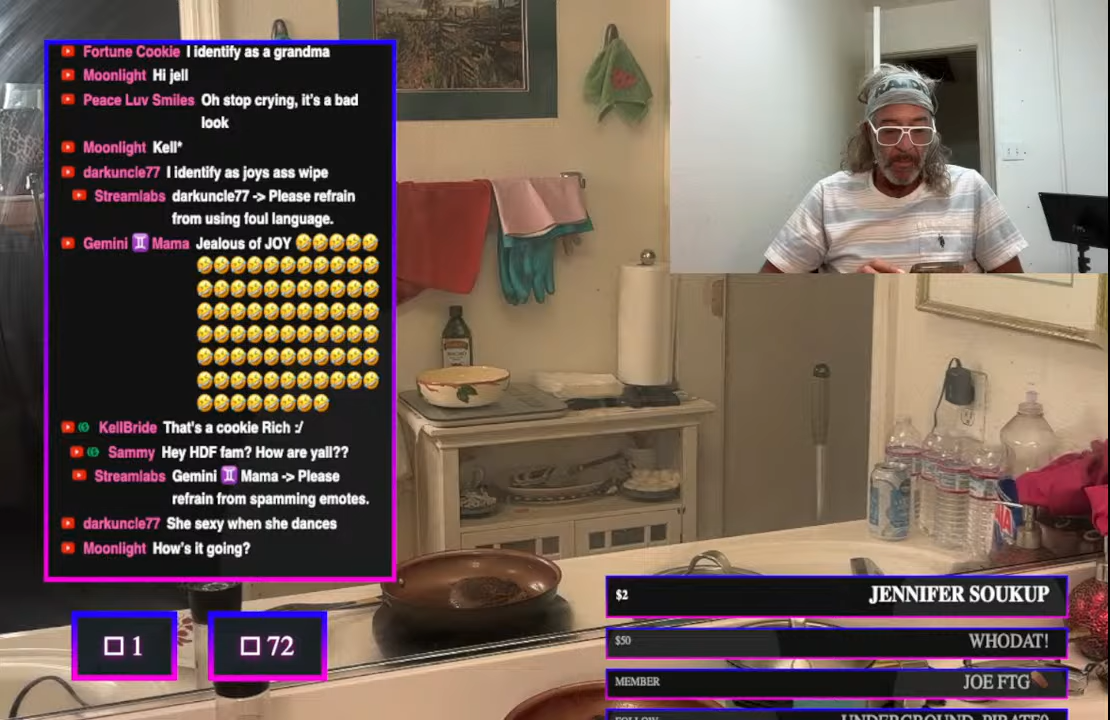 Fortune Cookie I identify as a grandma
Moonlight Hi jell
Peace Luv Smiles Oh stop crying, it's a bad
look
Moonlight Kell*
darkuncle77 I identify as joys ass wipe
Streamlabs darkuncle77 -> Please refrain
from using foul language.
Gemini ♊ Mama Jealous of JOY 🤣🤣🤣🤣🤣
🤣🤣🤣🤣🤣🤣🤣🤣🤣🤣🤣
🤣🤣🤣🤣🤣🤣🤣🤣🤣🤣🤣
🤣🤣🤣🤣🤣🤣🤣🤣🤣🤣🤣
🤣🤣🤣🤣🤣🤣🤣🤣🤣🤣🤣
🤣🤣🤣🤣🤣🤣🤣🤣🤣🤣🤣
🤣🤣🤣🤣🤣🤣🤣🤣🤣🤣🤣
🤣🤣🤣🤣🤣🤣🤣🤣
KellBride That's a cookie Rich :/
Sammy Hey HDF fam? How are yall??
Streamlabs Gemini ♊ Mama -> Please
refrain from spamming emotes.
darkuncle77 She sexy when she dances
Moonlight How's it going?
1
72
$2 JENNIFER SOUKUP
$50 WHODAT!
MEMBER JOE FTG
FOLLOW UNDERGROUND_PIRATES